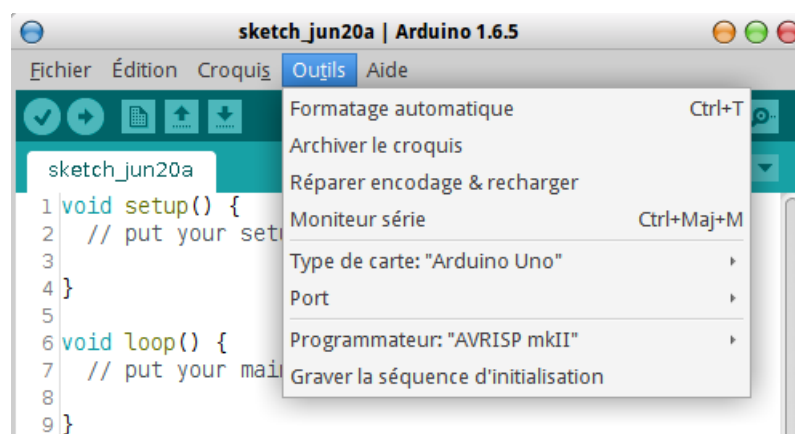 sketch_jun20a | Arduino 1.6.5
Fichier Édition Croquis Outils Aide
Formatage automatique Ctrl+T
Archiver le croquis
Réparer encodage & recharger
Moniteur série Ctrl+Maj+M
Type de carte: "Arduino Uno"
Port
Programmateur: "AVRISP mkII"
Graver la séquence d'initialisation
sketch_jun20a
1 void setup() {
2 // put your
3
4 }
5
6 void loop() {
7 // put your
8
9 }